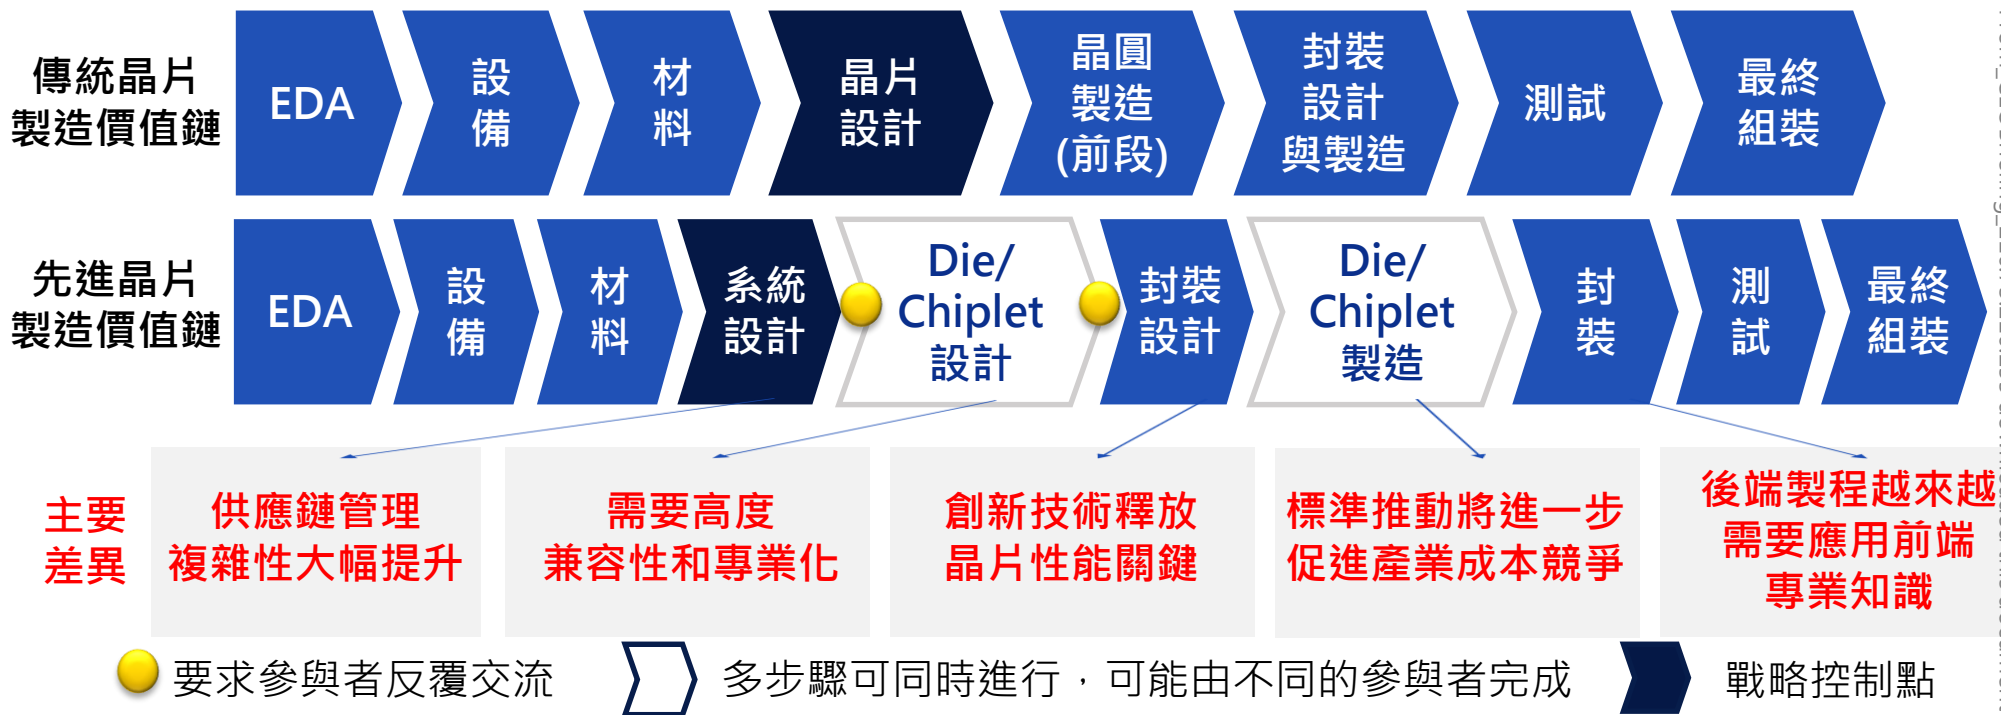 傳統晶片
製造價值鏈
EDA
設
備
材
料
晶片
設計
晶圓
製造
(前段)
封裝
設計
與製造
測試
最終
組裝
先進晶片
製造價值鏈
EDA
設
備
材
料
系統
設計
Die/
Chiplet
設計
封裝
設計
Die/
Chiplet
製造
封
裝
測
試
最終
組裝
主要
差異
供應鏈管理
複雜性大幅提升
需要高度
兼容性和專業化
創新技術釋放
晶片性能關鍵
標準推動將進一步
促進產業成本競爭
後端製程越來越
需要應用前端
專業知識
要求參與者反覆交流
多步驟可同時進行，可能由不同的參與者完成
戰略控制點